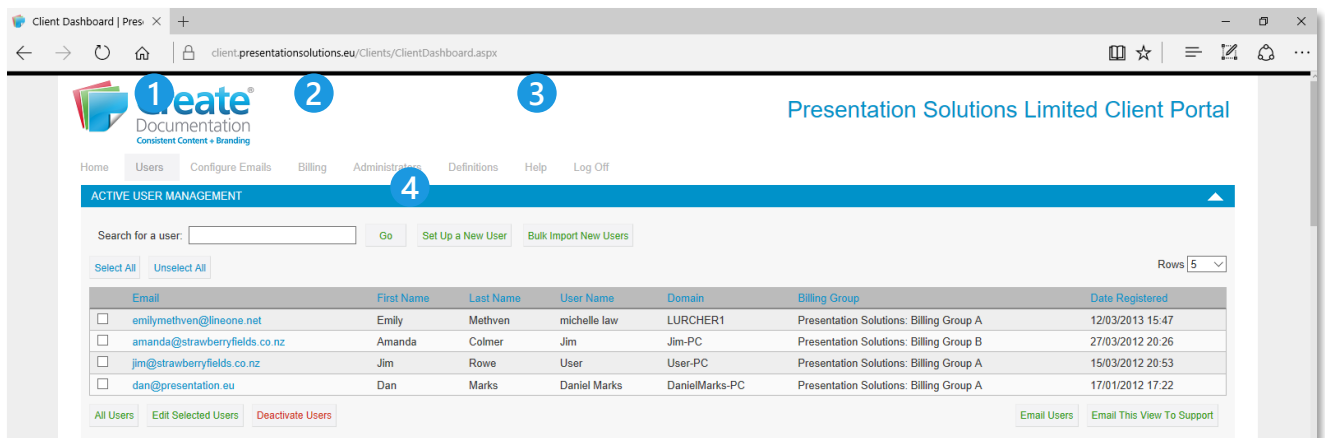 Client Dashboard | Pres
client.presentationsolutions.eu/Clients/ClientDashboard.aspx
1 2 3
Create®
Documentation
Consistent Content + Branding
Presentation Solutions Limited Client Portal
Home Users Configure Emails Billing Administrators Definitions Help Log Off
4
ACTIVE USER MANAGEMENT
Search for a user: Go Set Up a New User Bulk Import New Users
Select All Unselect All Rows 5
Email First Name Last Name User Name Domain Billing Group Date Registered
emilymethven@lineone.net Emily Methven michelle law LURCHER1 Presentation Solutions: Billing Group A 12/03/2013 15:47
amanda@strawberryfields.co.nz Amanda Colmer Jim Jim-PC Presentation Solutions: Billing Group B 27/03/2012 20:26
jim@strawberryfields.co.nz Jim Rowe User User-PC Presentation Solutions: Billing Group A 15/03/2012 20:53
dan@presentation.eu Dan Marks Daniel Marks DanielMarks-PC Presentation Solutions: Billing Group A 17/01/2012 17:22
All Users Edit Selected Users Deactivate Users Email Users Email This View To Support